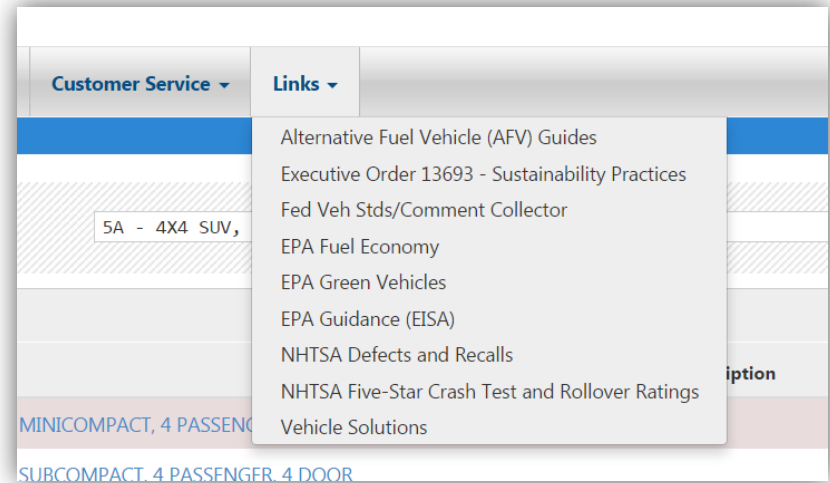 Customer Service Links
Alternative Fuel Vehicle (AFV) Guides
Executive Order 13693 - Sustainability Practices
Fed Veh Stds/Comment Collector
5A - 4X4 SUV,
EPA Fuel Economy
EPA Green Vehicles
EPA Guidance (EISA)
NHTSA Defects and Recalls
NHTSA Five-Star Crash Test and Rollover Ratings
Vehicle Solutions
MINICOMPACT, 4
SUBCOMPACT, 4 PASSENGER, 4 DOOR